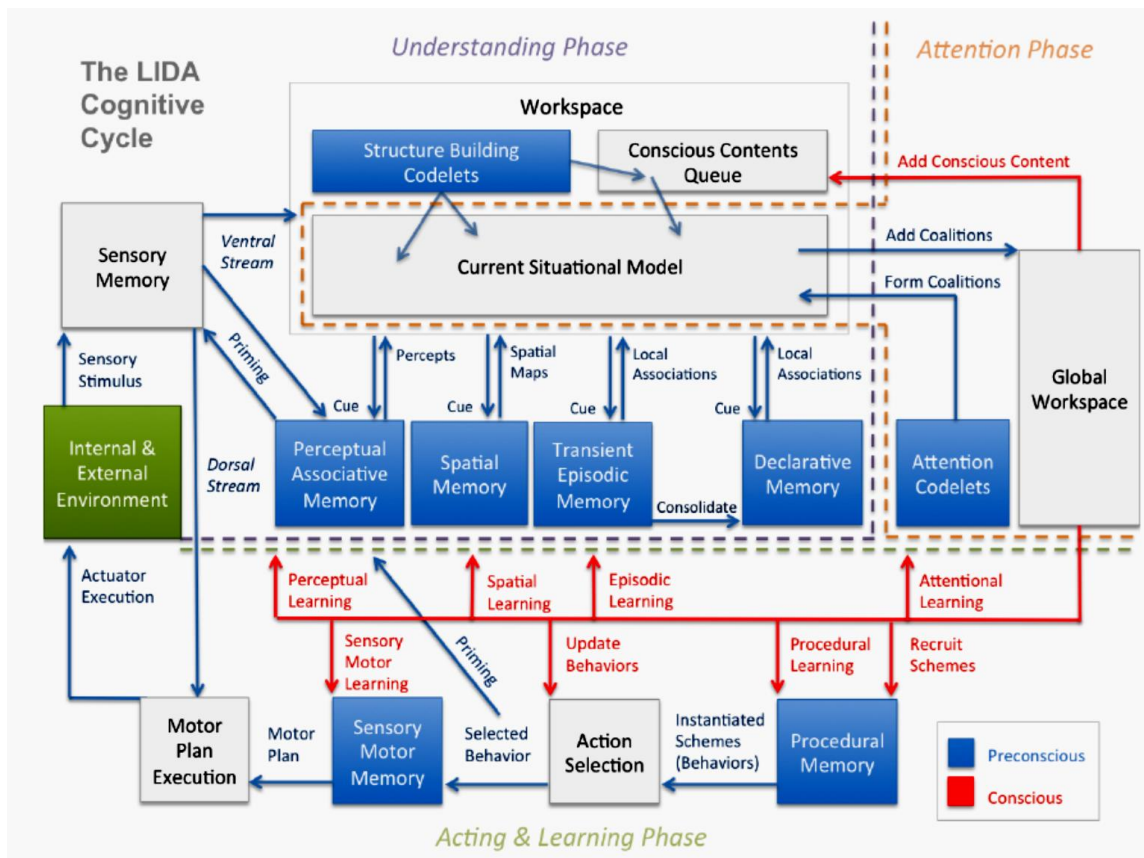 The LIDA
Cognitive
Cycle
Understanding Phase
Attention Phase
Workspace
Structure Building
Codelets
Conscious Contents
Queue
Add Conscious Content
Sensory
Memory
Ventral
Stream
Current Situational Model
Add Coalitions
Form Coalitions
Global
Workspace
Sensory
Stimulus
Priming
Cue
Percepts
Cue
Spatial
Maps
Cue
Local
Associations
Cue
Local
Associations
Internal &
External
Environment
Dorsal
Stream
Perceptual
Associative
Memory
Spatial
Memory
Transient
Episodic
Memory
Consolidate
Declarative
Memory
Attention
Codelets
Actuator
Execution
Perceptual
Learning
Spatial
Learning
Episodic
Learning
Attentional
Learning
Sensory
Motor
Learning
Priming
Update
Behaviors
Procedural
Learning
Recruit
Schemes
Motor
Plan
Execution
Motor
Plan
Sensory
Motor
Memory
Selected
Behavior
Action
Selection
Instantiated
Schemes
(Behaviors)
Procedural
Memory
Preconscious
Conscious
Acting & Learning Phase